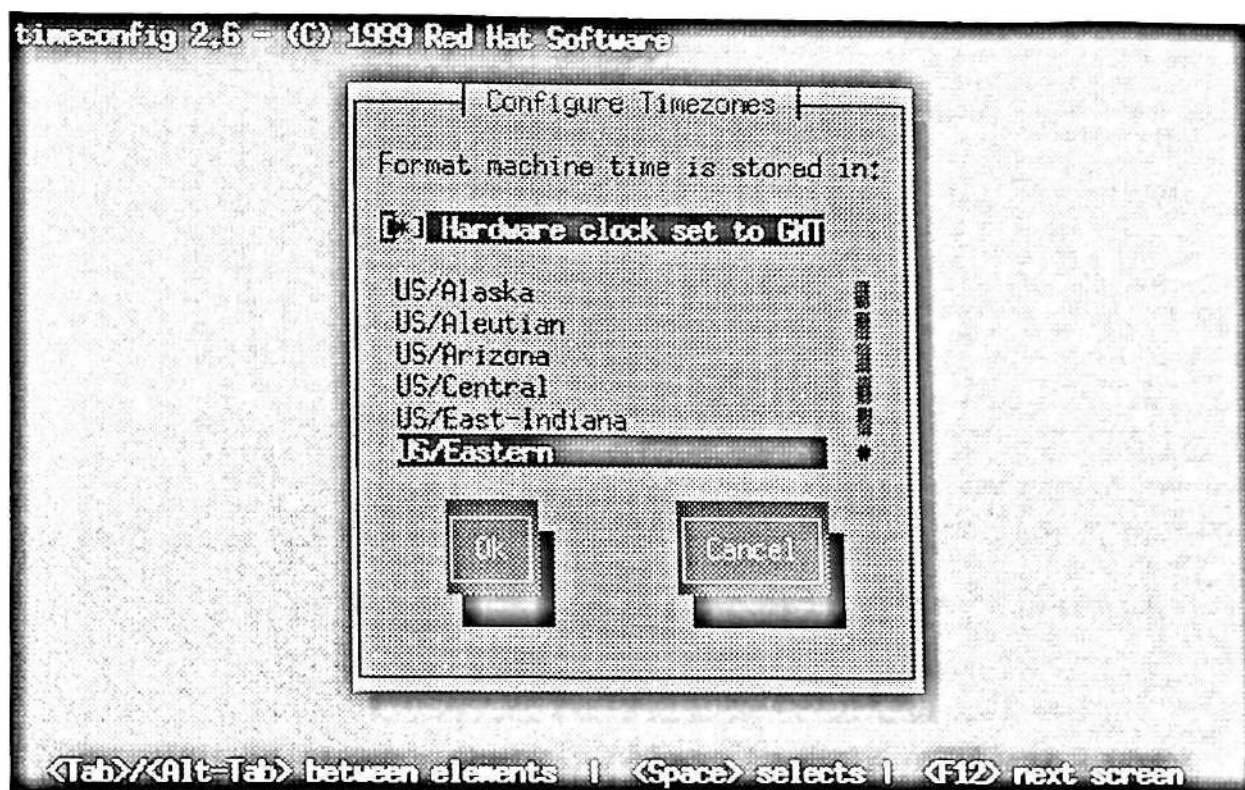 timeconfig 2.6 - (C) 1999 Red Hat Software
Configure Timezones
Format machine time is stored in:
[*] Hardware clock set to GMT
US/Alaska
US/Aleutian
US/Arizona
US/Central
US/East-Indiana
US/Eastern
Ok Cancel
<Tab>/<Alt-Tab> between elements | <Space> selects | <F12> next screen